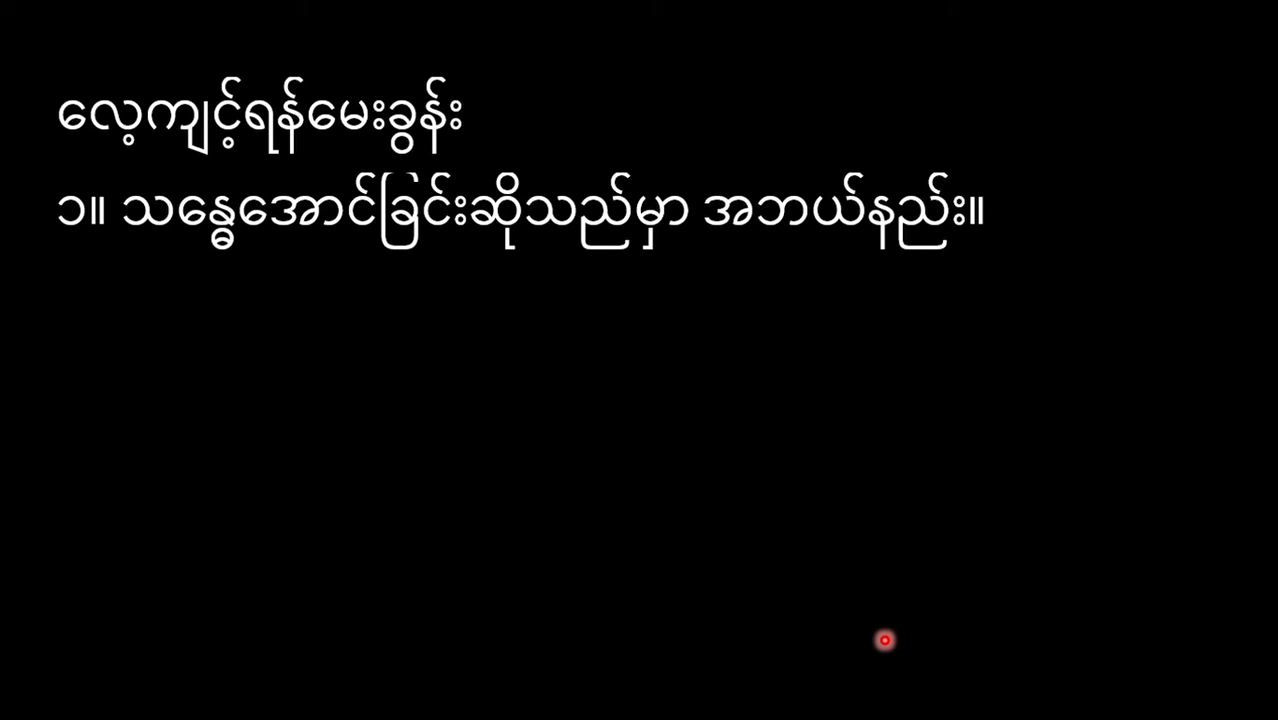 လေ့ကျင့်ရန်မေးခွန်း
၁။ သန္ဓေအောင်ခြင်းဆိုသည်မှာ အဘယ်နည်း။